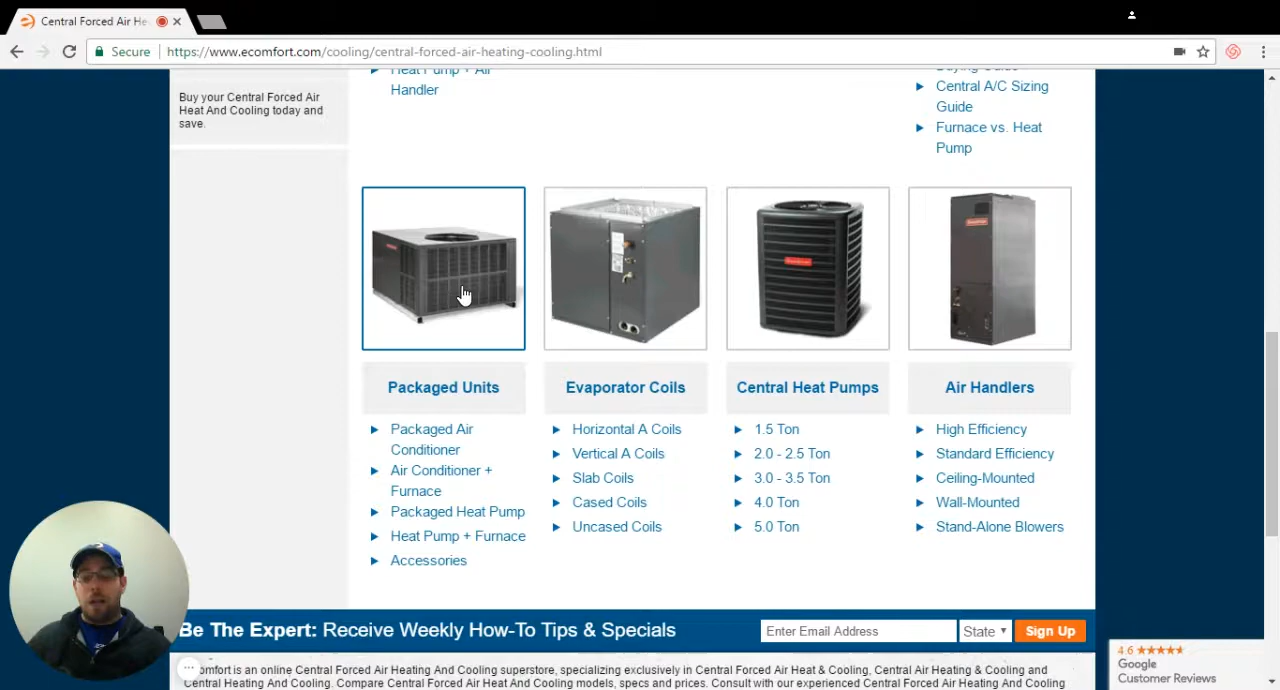 Central Forced Air He
Secure
https://www.ecomfort.com/cooling/central-forced-air-heating-cooling.html
Buy your Central Forced Air
Heat And Cooling today and
save.
Heat Pump + Air
Handler
Buying Guide
Central A/C Sizing
Guide
Furnace vs. Heat
Pump
Packaged Units
Packaged Air
Conditioner
Air Conditioner +
Furnace
Packaged Heat Pump
Heat Pump + Furnace
Accessories
Evaporator Coils
Horizontal A Coils
Vertical A Coils
Slab Coils
Cased Coils
Uncased Coils
Central Heat Pumps
1.5 Ton
2.0 - 2.5 Ton
3.0 - 3.5 Ton
4.0 Ton
5.0 Ton
Air Handlers
High Efficiency
Standard Efficiency
Ceiling-Mounted
Wall-Mounted
Stand-Alone Blowers
Be The Expert: Receive Weekly How-To Tips & Specials
Enter Email Address
State
Sign Up
comfort is an online Central Forced Air Heating And Cooling superstore, specializing exclusively in Central Forced Air Heat & Cooling, Central Air Heating & Cooling and
Central Heating And Cooling. Compare Central Forced Air Heat And Cooling models, specs and prices. Consult with our experienced Central Forced Air Heating And Cooling
4.6
Google
Customer Reviews